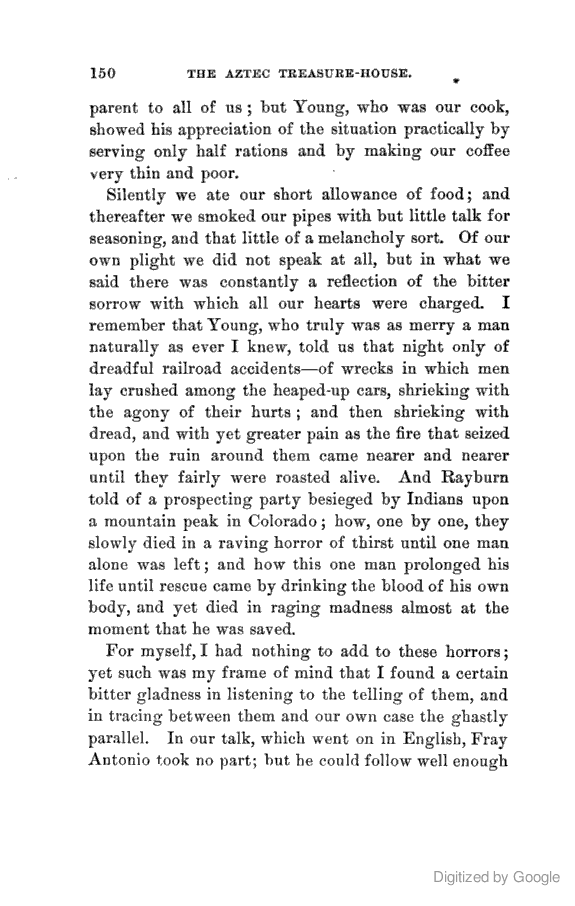 150 THE AZTEC TREASURE-HOUSE.
parent to all of us ; but Young, who was our cook,
showed his appreciation of the situation practically by
serving only half rations and by making our coffee
very thin and poor.
Silently we ate our short allowance of food; and
thereafter we smoked our pipes with but little talk for
seasoning, and that little of a melancholy sort. Of our
own plight we did not speak at all, but in what we
said there was constantly a reflection of the bitter
sorrow with which all our hearts were charged. I
remember that Young, who truly was as merry a man
naturally as ever I knew, told us that night only of
dreadful railroad accidents—of wrecks in which men
lay crushed among the heaped-up cars, shrieking with
the agony of their hurts ; and then shrieking with
dread, and with yet greater pain as the fire that seized
upon the ruin around them came nearer and nearer
until they fairly were roasted alive. And Rayburn
told of a prospecting party besieged by Indians upon
a mountain peak in Colorado ; how, one by one, they
slowly died in a raving horror of thirst until one man
alone was left ; and how this one man prolonged his
life until rescue came by drinking the blood of his own
body, and yet died in raging madness almost at the
moment that he was saved.
For myself, I had nothing to add to these horrors ;
yet such was my frame of mind that I found a certain
bitter gladness in listening to the telling of them, and
in tracing between them and our own case the ghastly
parallel. In our talk, which went on in English, Fray
Antonio took no part; but he could follow well enough
Digitized by Google